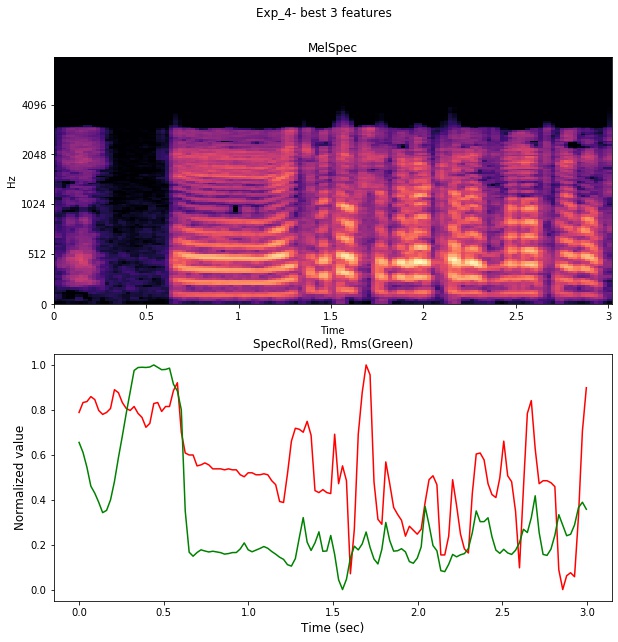 Exp_4- best 3 features
MelSpec
4096
2048
1024
512
0
Hz
0 0.5 1 1.5 2 2.5 3
Time
SpecRol(Red), Rms(Green)
1.0
0.8
0.6
0.4
0.2
0.0
Normalized value
0.0 0.5 1.0 1.5 2.0 2.5 3.0
Time (sec)